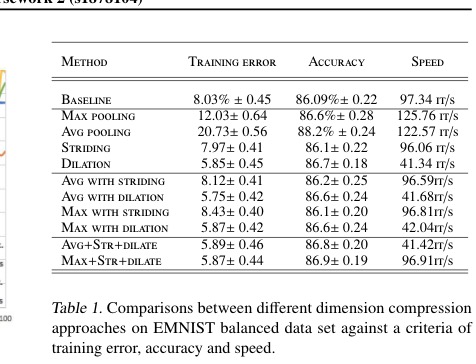 METHOD TRAINING ERROR ACCURACY SPEED
BASELINE 8.03% ± 0.45 86.09%± 0.22 97.34 IT/S
MAX POOLING 12.03± 0.64 86.6%± 0.28 125.76 IT/S
AVG POOLING 20.73± 0.56 88.2% ± 0.24 122.57 IT/S
STRIDING 7.97± 0.41 86.1± 0.22 96.06 IT/S
DILATION 5.85± 0.45 86.7± 0.18 41.34 IT/S
AVG WITH STRIDING 8.12± 0.41 86.2± 0.25 96.59IT/S
AVG WITH DILATION 5.75± 0.42 86.6± 0.24 41.68IT/S
MAX WITH STRIDING 8.43± 0.40 86.1± 0.20 96.81IT/S
MAX WITH DILATION 5.87± 0.42 86.6± 0.24 42.04IT/S
AVG+STR+DILATE 5.89± 0.46 86.8± 0.20 41.42IT/S
MAX+STR+DILATE 5.87± 0.44 86.9± 0.19 96.91IT/S
100
Table 1. Comparisons between different dimension compression
approaches on EMNIST balanced data set against a criteria of
training error, accuracy and speed.